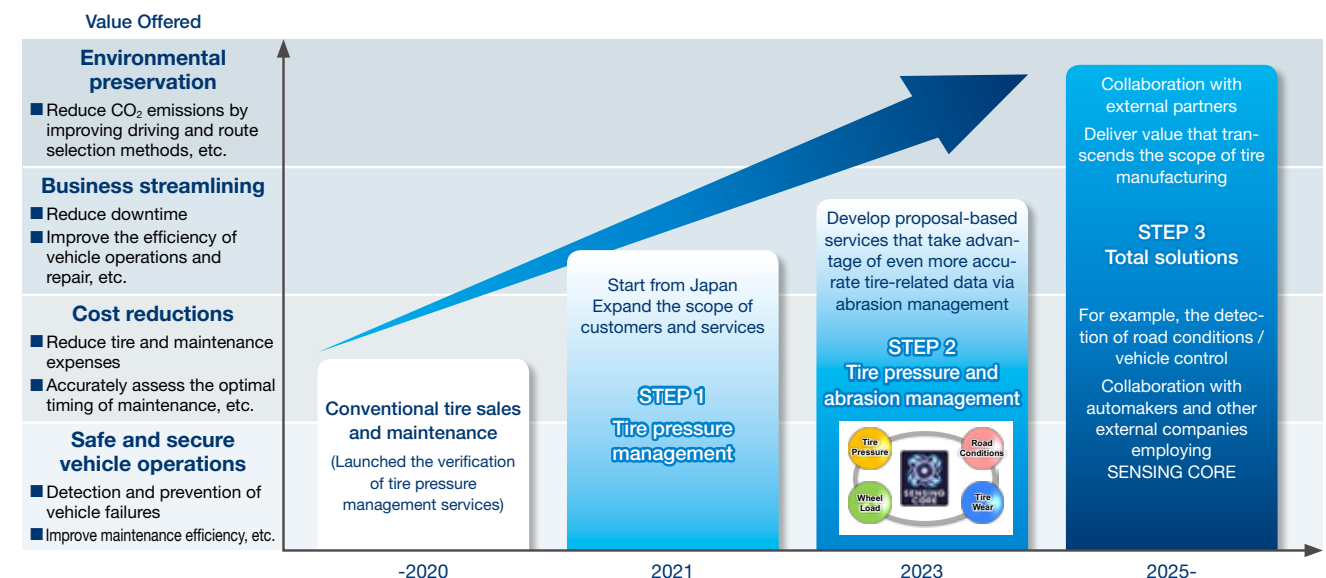 Value Offered
Environmental
preservation
■ Reduce CO₂ emissions by
improving driving and route
selection methods, etc.
Business streamlining
■ Reduce downtime
■ Improve the efficiency of
vehicle operations and
repair, etc.
Cost reductions
■ Reduce tire and maintenance
expenses
■ Accurately assess the optimal
timing of maintenance, etc.
Safe and secure
vehicle operations
■ Detection and prevention of
vehicle failures
■ Improve maintenance efficiency, etc.
Conventional tire sales
and maintenance
(Launched the verification
of tire pressure
management services)
-2020
Start from Japan
Expand the scope of
customers and services
STEP 1
Tire pressure
management
2021
Develop proposal-based
services that take advan-
tage of even more accu-
rate tire-related data via
abrasion management
STEP 2
Tire pressure and
abrasion management
Tire
Pressure
Road
Conditions
SENSING
CORE
Wheel
Load
Tire
Wear
2023
Collaboration with
external partners
Deliver value that tran-
scends the scope of tire
manufacturing
STEP 3
Total solutions
For example, the detec-
tion of road conditions /
vehicle control
Collaboration with
automakers and other
external companies
employing
SENSING CORE
2025-